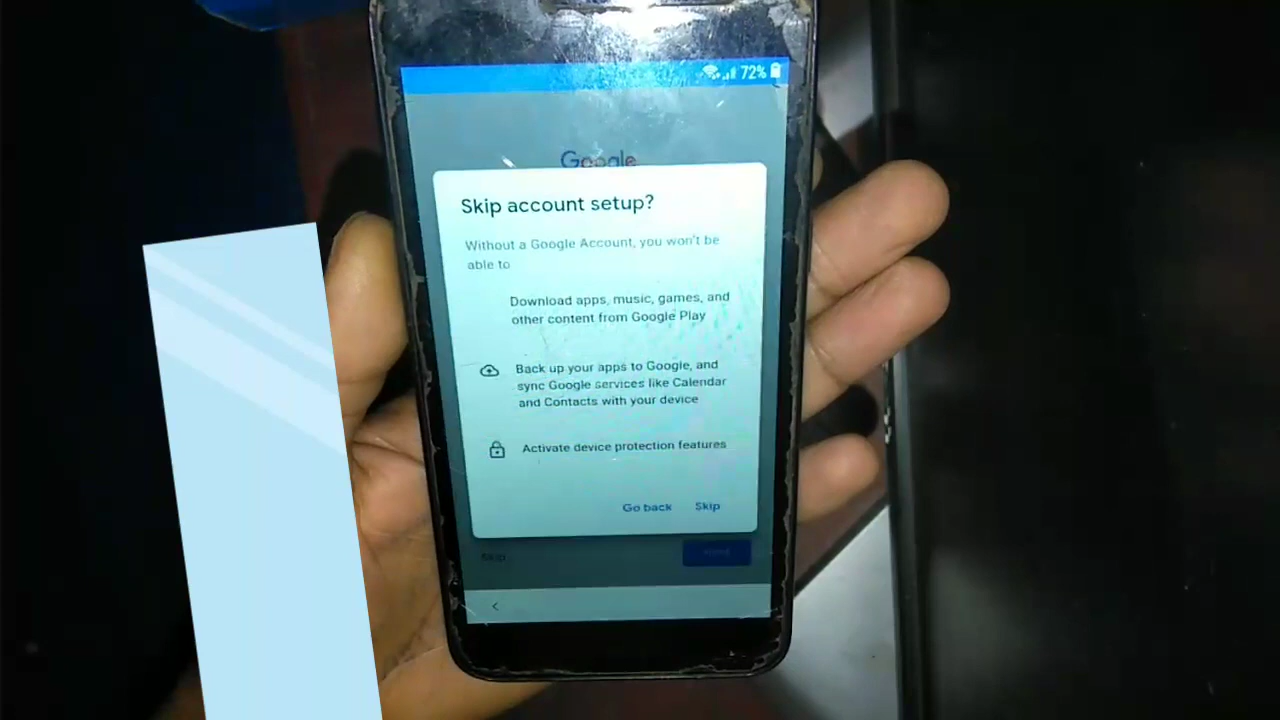 72%
Google
Skip account setup?
Without a Google Account, you won't be
able to
Download apps, music, games, and
other content from Google Play
Back up your apps to Google, and
sync Google services like Calendar
and Contacts with your device
Activate device protection features
Go back Skip
Skip